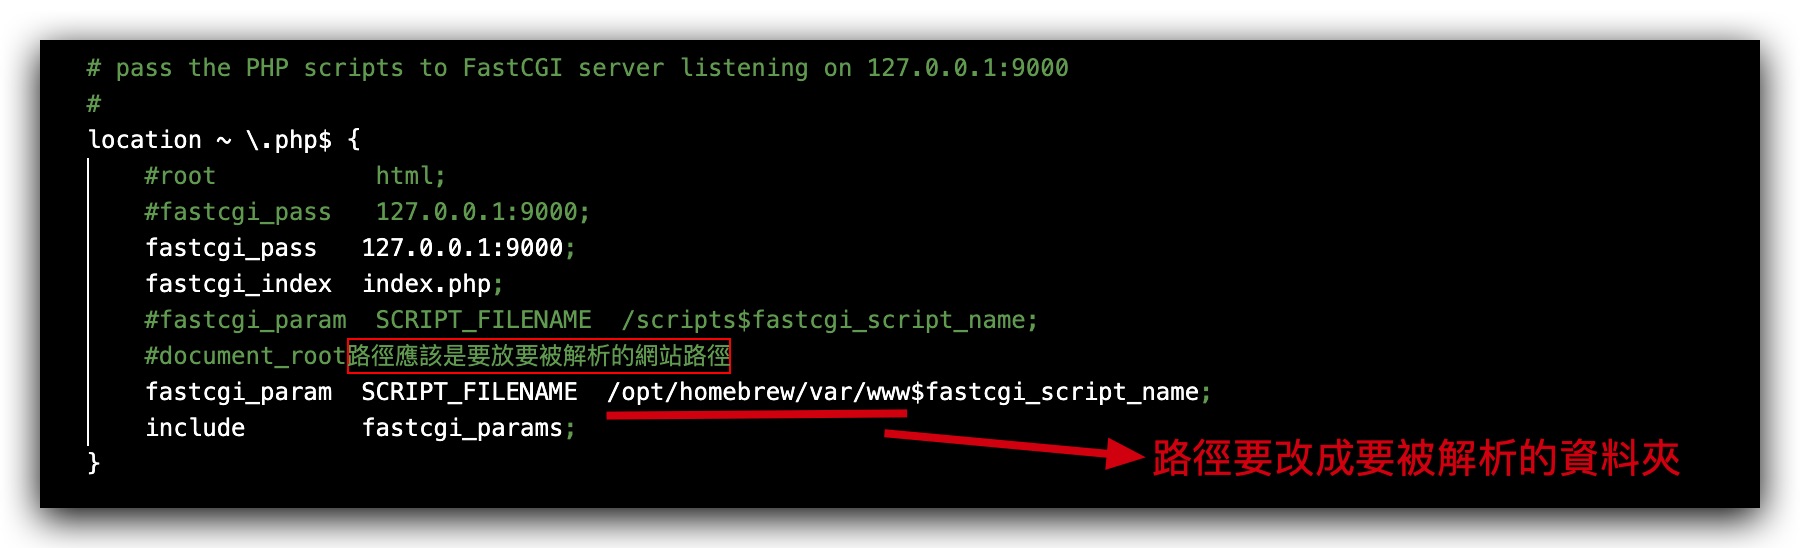 # pass the PHP scripts to FastCGI server listening on 127.0.0.1:9000
#
location ~ \.php$ {
#root           html;
#fastcgi_pass   127.0.0.1:9000;
fastcgi_pass   127.0.0.1:9000;
fastcgi_index  index.php;
#fastcgi_param  SCRIPT_FILENAME  /scripts$fastcgi_script_name;
#document_root路徑應該是要放要被解析的網站路徑
fastcgi_param  SCRIPT_FILENAME  /opt/homebrew/var/www$fastcgi_script_name;
include        fastcgi_params;
路徑要改成要被解析的資料夾
}